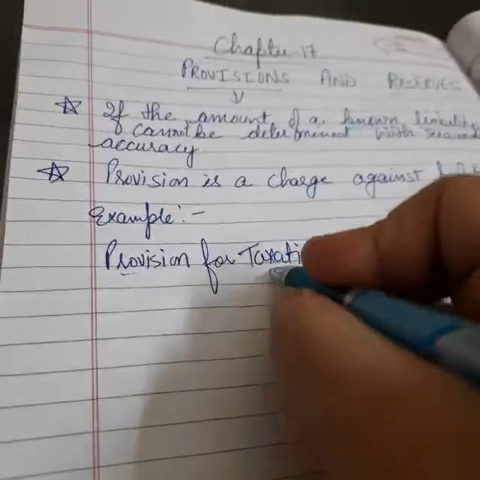 Chapter 17
PROVISIONS AND RESERVES
If the amount of a known liability
cannot be determined with
accuracy
Provision is a charge against
Example:-
Provision for Taxati